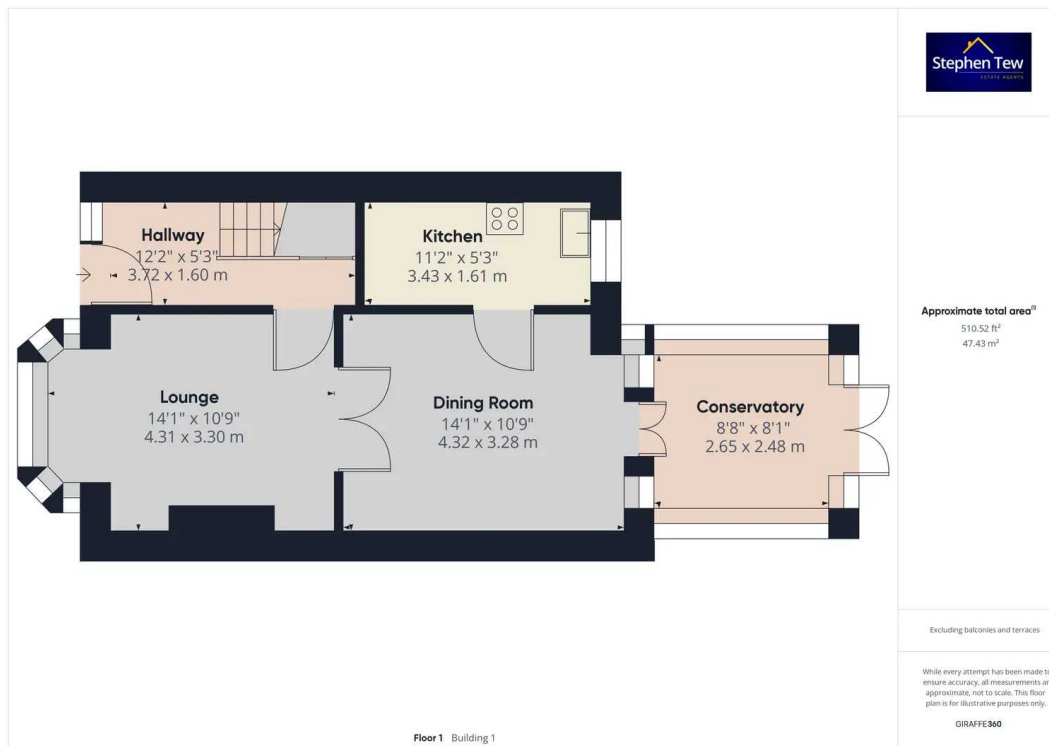 Stephen Tew
ESTATE AGENTS
Hallway
12'2" x 5'3"
3.72 x 1.60 m
Kitchen
11'2" x 5'3"
3.43 x 1.61 m
Lounge
14'1" x 10'9"
4.31 x 3.30 m
Dining Room
14'1" x 10'9"
4.32 x 3.28 m
Conservatory
8'8" x 8'1"
2.65 x 2.48 m
Approximate total area⁽¹⁾
510.52 ft²
47.43 m²
Excluding balconies and terraces
While every attempt has been made to
ensure accuracy, all measurements ar
approximate, not to scale. This floor
plan is for illustrative purposes only.
GIRAFFE360
Floor 1 Building 1